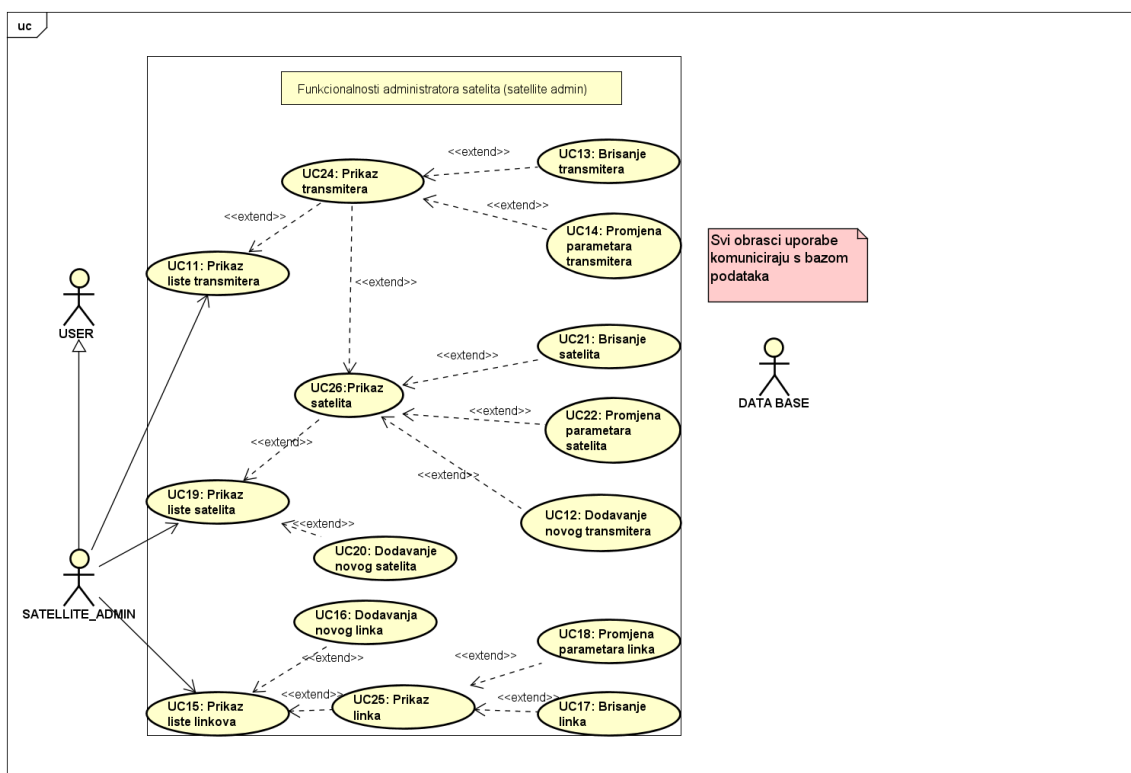 uc
Funkcionalnosti administratora satelita (satellite admin)
<<extend>>
UC13: Brisanje
transmitera
UC24: Prikaz
transmitera
<<extend>>
<<extend>>
UC14: Promjena
parametara
transmitera
Svi obrasci uporabe
komuniciraju s bazom
podataka
UC11: Prikaz
liste transmitera
<<extend>>
USER
UC21: Brisanje
satelita
<<extend>>
UC26:Prikaz
satelita
DATA BASE
<<extend>>
UC22: Promjena
parametara
satelita
<<extend>>
<<extend>>
UC19: Prikaz
liste satelita
UC12: Dodavanje
novog transmitera
<<extend>>
UC20: Dodavanje
novog satelita
SATELLITE_ADMIN
UC16: Dodavanja
novog linka
UC18: Promjena
parametara linka
<<extend>>
<<extend>>
<<extend>>
<<extend>>
UC15: Prikaz
liste linkova
UC25: Prikaz
linka
UC17: Brisanje
linka